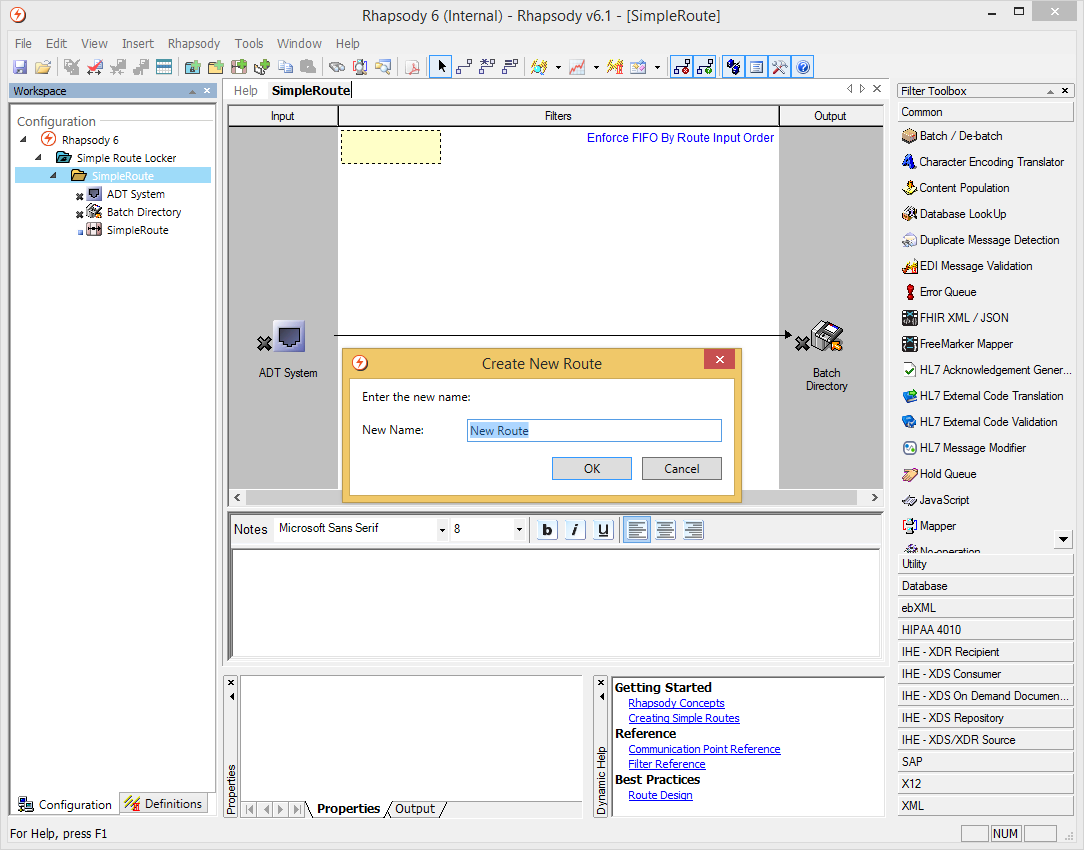 Rhapsody 6 (Internal) - Rhapsody v6.1 - [SimpleRoute]
File Edit View Insert Rhapsody Tools Window Help
Workspace
Configuration
Rhapsody 6
Simple Route Locker
SimpleRoute
ADT System
Batch Directory
SimpleRoute
Configuration
Definitions
Help SimpleRoute
Input Filters Output
Enforce FIFO By Route Input Order
ADT System
Batch
Directory
Create New Route
Enter the new name:
New Name: New Route
OK Cancel
Notes Microsoft Sans Serif 8 b i u
Properties
Properties Output
Dynamic Help
Getting Started
Rhapsody Concepts
Creating Simple Routes
Reference
Communication Point Reference
Filter Reference
Best Practices
Route Design
Filter Toolbox
Common
Batch / De-batch
Character Encoding Translator
Content Population
Database LookUp
Duplicate Message Detection
EDI Message Validation
Error Queue
FHIR XML / JSON
FreeMarker Mapper
HL7 Acknowledgement Gener...
HL7 External Code Translation
HL7 External Code Validation
HL7 Message Modifier
Hold Queue
JavaScript
Mapper
No-operation
Utility
Database
ebXML
HIPAA 4010
IHE - XDR Recipient
IHE - XDS Consumer
IHE - XDS On Demand Documen...
IHE - XDS Repository
IHE - XDS/XDR Source
SAP
X12
XML
For Help, press F1
NUM